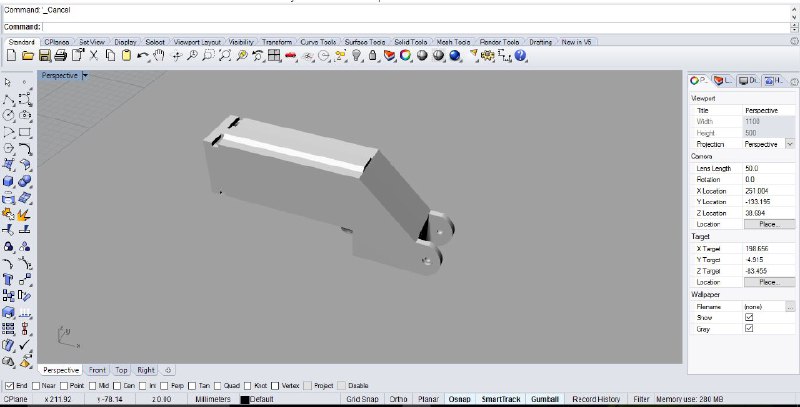 Command: '_Cancel
Command:
Standard CPlanes Set View Display Select Viewport Layout Visibility Transform Curve Tools Surface Tools Solid Tools Mesh Tools Render Tools Drafting New in V5
Perspective
P... L... Di... H...
Viewport
Title Perspective
Width 1100
Height 500
Projection Perspective
Camera
Lens Length 50.0
Rotation 0.0
X Location 251.004
Y Location -133.195
Z Location 38.694
Location Place...
Target
X Target 198.656
Y Target -4.915
Z Target -83.455
Location Place...
Wallpaper
Filename (none) ...
Show
Gray
z y x
Perspective Front Top Right
End Near Point Mid Cen Int Perp Tan Quad Knot Vertex Project Disable
CPlane x 211.92 y -78.14 z 0.00 Millimeters Default Grid Snap Ortho Planar Osnap SmartTrack Gumball Record History Filter Memory use: 280 MB